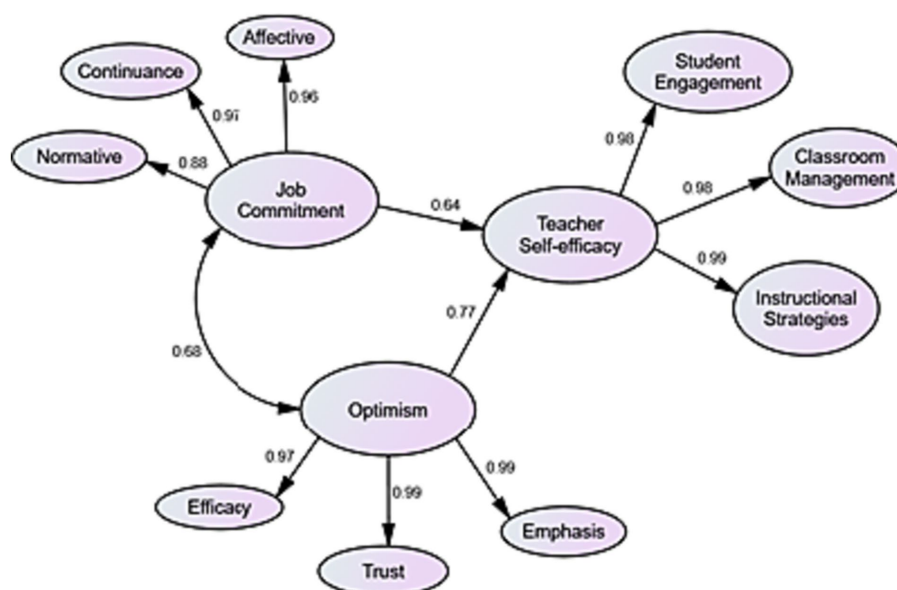 Affective
Continuance
0.96
0.97
Normative
0.88
Job
Commitment
Student
Engagement
0.98
Classroom
Management
0.98
0.64
Teacher
Self-efficacy
0.99
Instructional
Strategies
0.77
0.68
Optimism
0.97
0.99
0.99
Efficacy
Emphasis
Trust